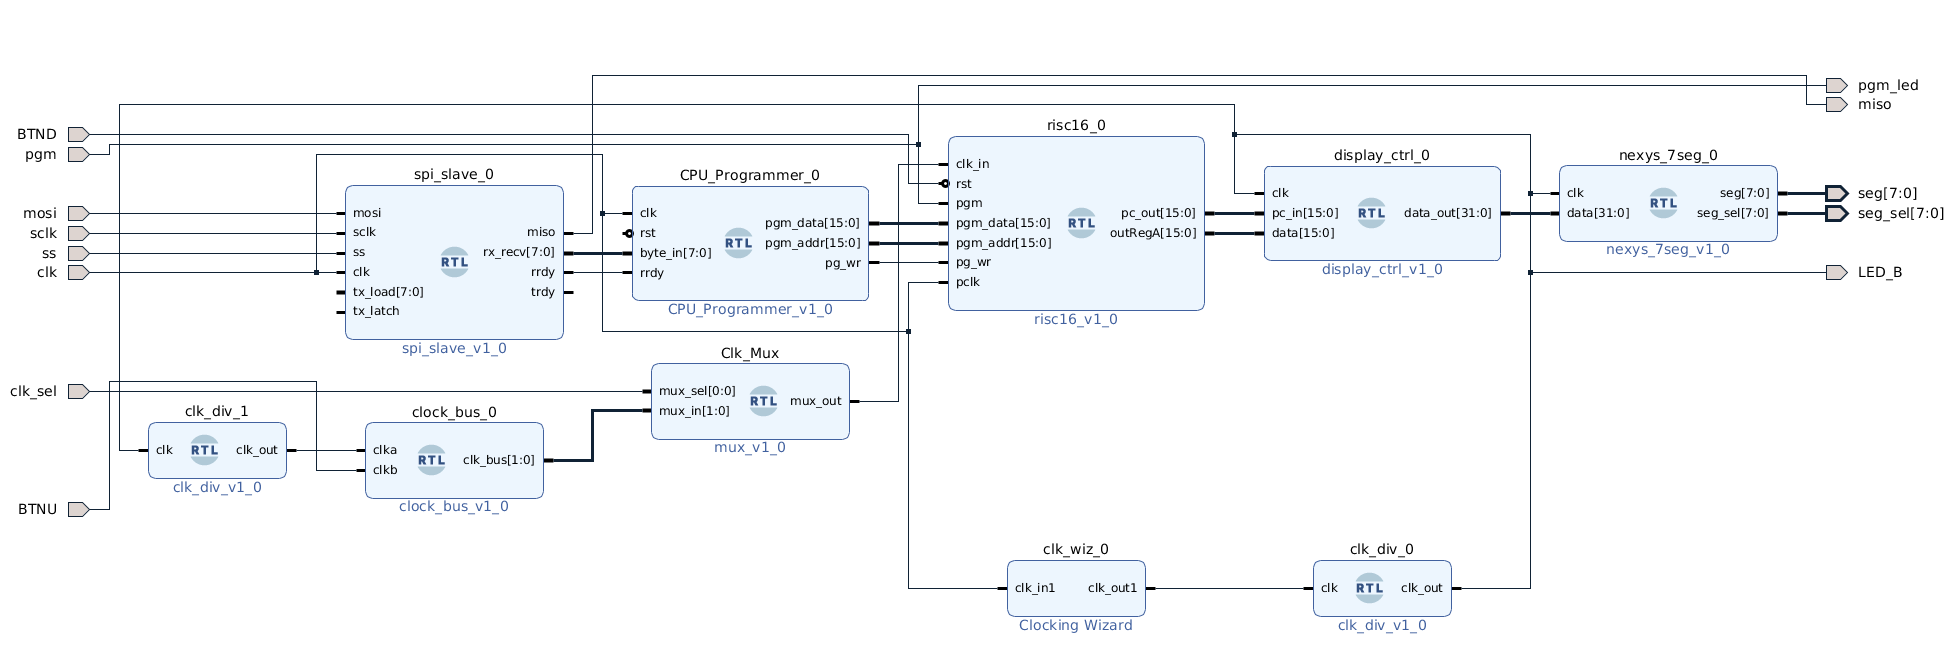 BTND
pgm
mosi
sclk
ss
clk
clk_sel
BTNU
spi_slave_0
mosi
sclk
ss
clk
tx_load[7:0]
tx_latch
RTL
miso
rx_recv[7:0]
rrdy
trdy
spi_slave_v1_0
CPU_Programmer_0
clk
rst
byte_in[7:0]
rrdy
RTL
pgm_data[15:0]
pgm_addr[15:0]
pg_wr
CPU_Programmer_v1_0
risc16_0
clk_in
rst
pgm
pgm_data[15:0]
pgm_addr[15:0]
pg_wr
pclk
RTL
pc_out[15:0]
outRegA[15:0]
risc16_v1_0
display_ctrl_0
clk
pc_in[15:0]
data[15:0]
RTL
data_out[31:0]
display_ctrl_v1_0
nexys_7seg_0
clk
data[31:0]
RTL
seg[7:0]
seg_sel[7:0]
nexys_7seg_v1_0
pgm_led
miso
seg[7:0]
seg_sel[7:0]
LED_B
clk_div_1
clk
RTL
clk_out
clk_div_v1_0
clock_bus_0
clka
clkb
RTL
clk_bus[1:0]
clock_bus_v1_0
Clk_Mux
mux_sel[0:0]
mux_in[1:0]
RTL
mux_out
mux_v1_0
clk_wiz_0
clk_in1
clk_out1
Clocking Wizard
clk_div_0
clk
RTL
clk_out
clk_div_v1_0